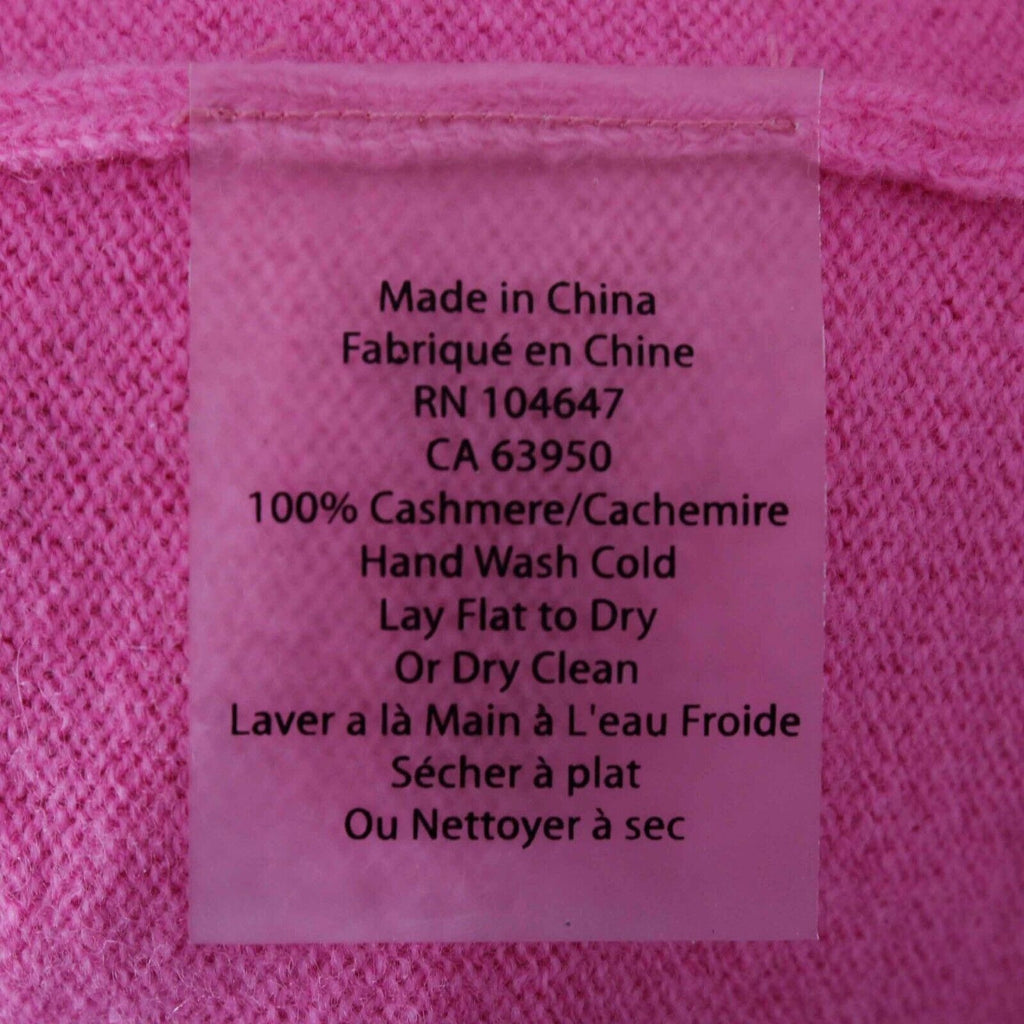 Made in China
Fabriqué en Chine
RN 104647
CA 63950
100% Cashmere/Cachemire
Hand Wash Cold
Lay Flat to Dry
Or Dry Clean
Laver a là Main à L'eau Froide
Sécher à plat
Ou Nettoyer à sec